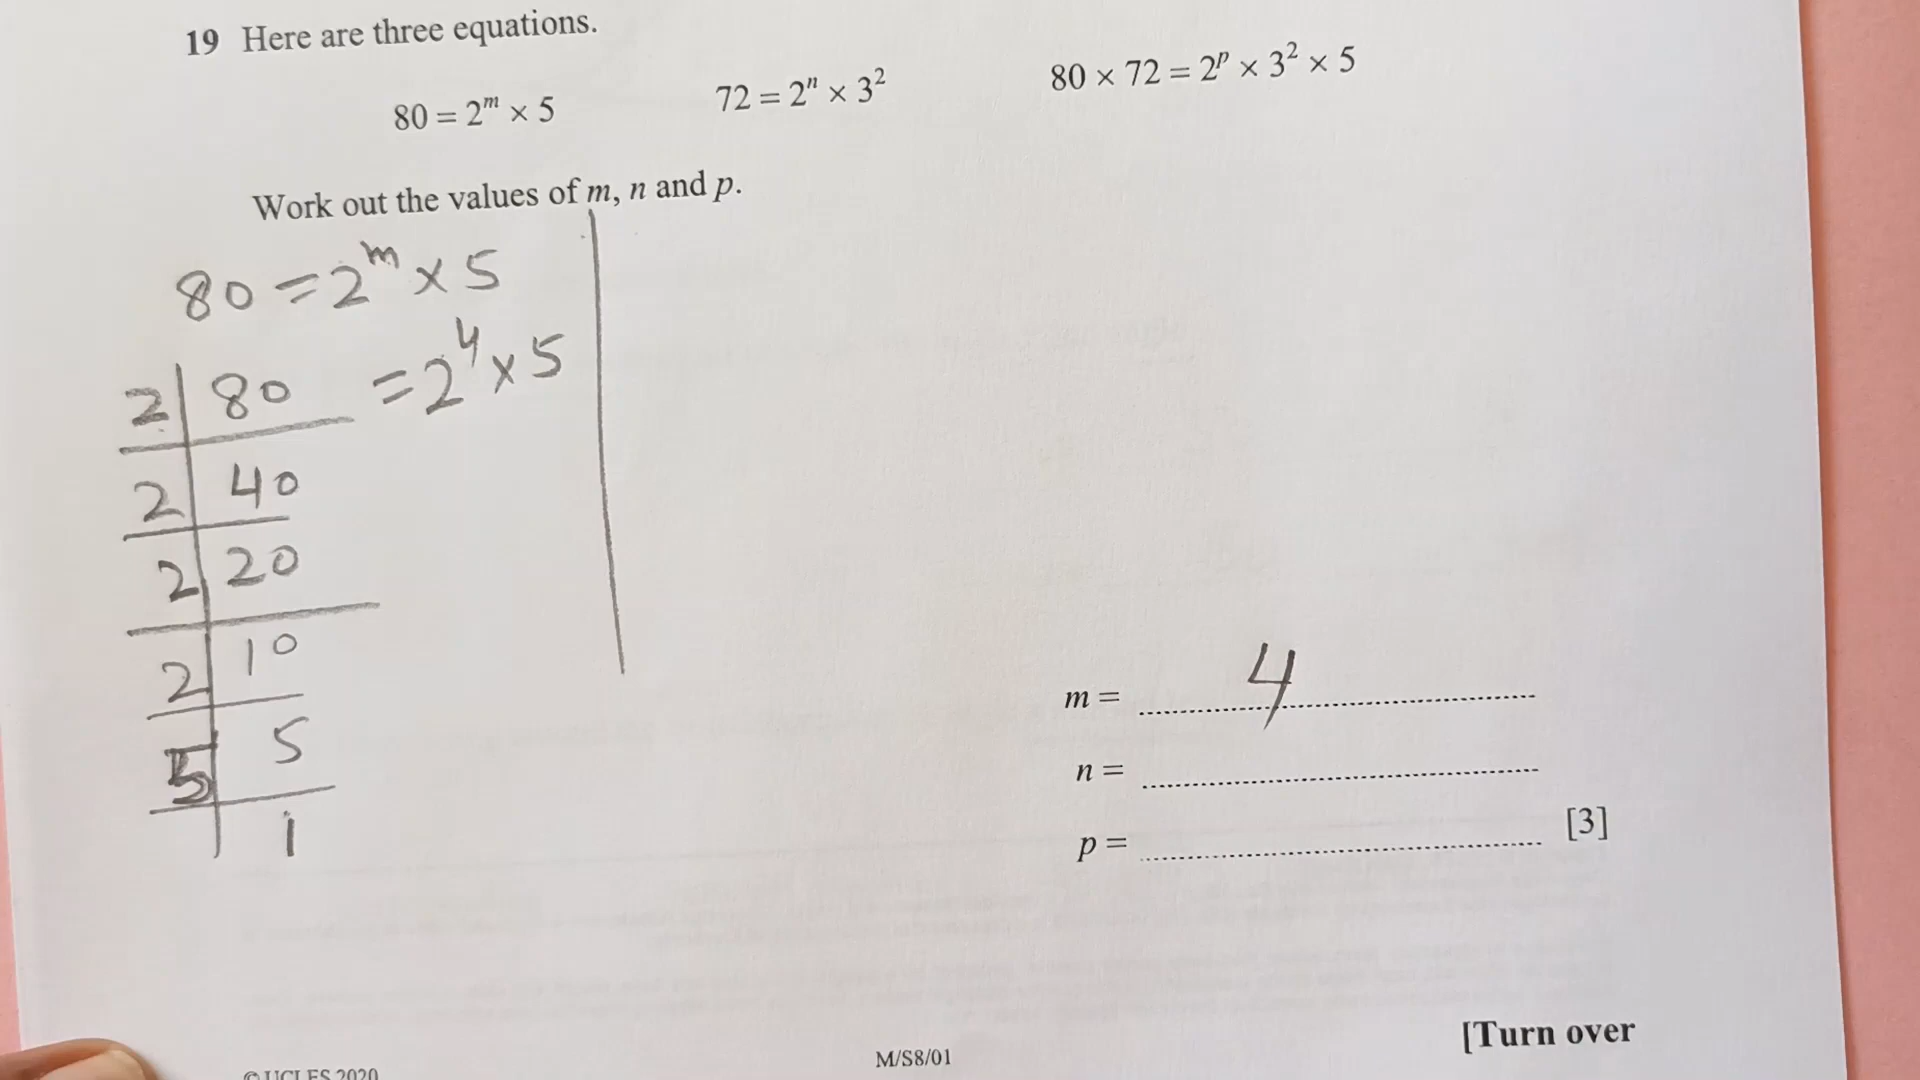 19 Here are three equations.
80 = 2^m × 5
72 = 2^n × 3^2
80 × 72 = 2^p × 3^2 × 5
Work out the values of m, n and p.
80 = 2^m × 5
= 2^4 × 5
2 | 80
2 | 40
2 | 20
2 | 10
5 | 5
1
m = 4
n =
p =
[3]
[Turn over
M/S8/01
© UCLES 2020